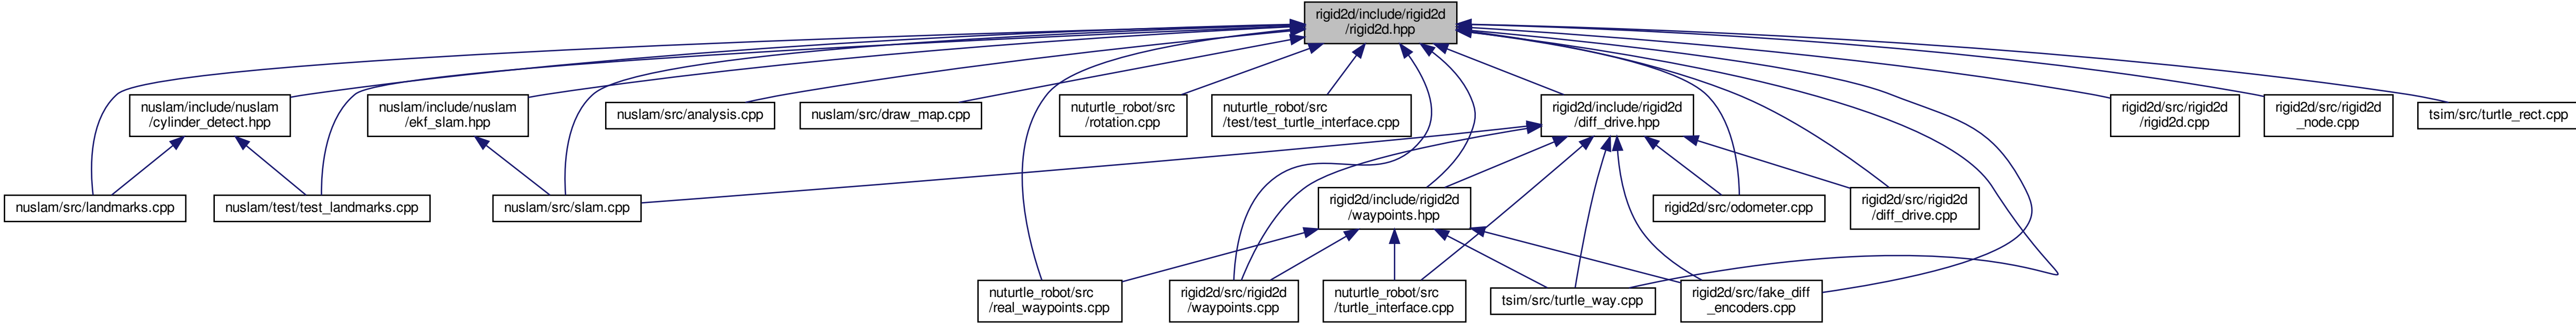 rigid2d/include/rigid2d
/rigid2d.hpp
nuslam/include/nuslam
/cylinder_detect.hpp
nuslam/include/nuslam
/ekf_slam.hpp
nuslam/src/analysis.cpp
nuslam/src/draw_map.cpp
nuturtle_robot/src
/rotation.cpp
nuturtle_robot/src
/test/test_turtle_interface.cpp
rigid2d/include/rigid2d
/diff_drive.hpp
rigid2d/src/rigid2d
/rigid2d.cpp
rigid2d/src/rigid2d
_node.cpp
tsim/src/turtle_rect.cpp
nuslam/src/landmarks.cpp
nuslam/test/test_landmarks.cpp
nuslam/src/slam.cpp
rigid2d/include/rigid2d
/waypoints.hpp
rigid2d/src/odometer.cpp
rigid2d/src/rigid2d
/diff_drive.cpp
nuturtle_robot/src
/real_waypoints.cpp
rigid2d/src/rigid2d
/waypoints.cpp
nuturtle_robot/src
/turtle_interface.cpp
tsim/src/turtle_way.cpp
rigid2d/src/fake_diff
_encoders.cpp